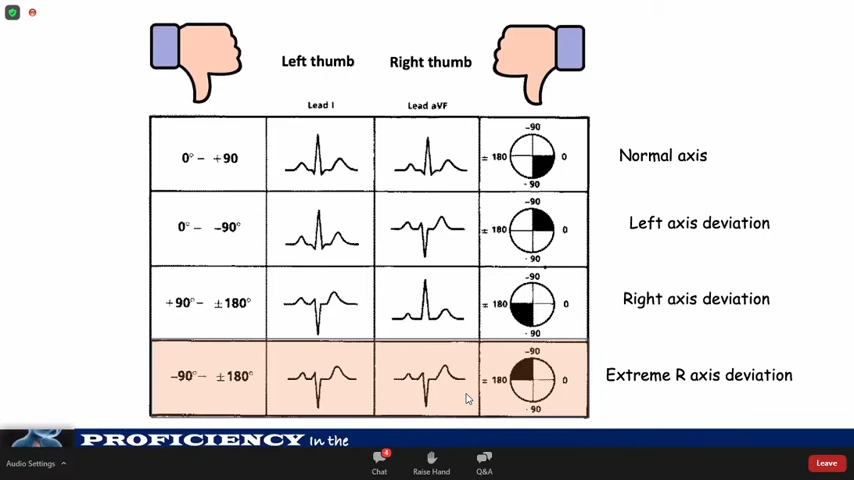 Left thumb Right thumb
Lead I Lead aVF
0° – +90 -90 = 180 0 - 90 Normal axis
0° – –90° -90 ±180 0 90 Left axis deviation
+90° – ±180° -90 = 180 0 90 Right axis deviation
–90° – ±180° -90 = 180 0 90 Extreme R axis deviation
PROFICIENCY In the
Audio Settings 4 Chat Raise Hand Q&A Leave